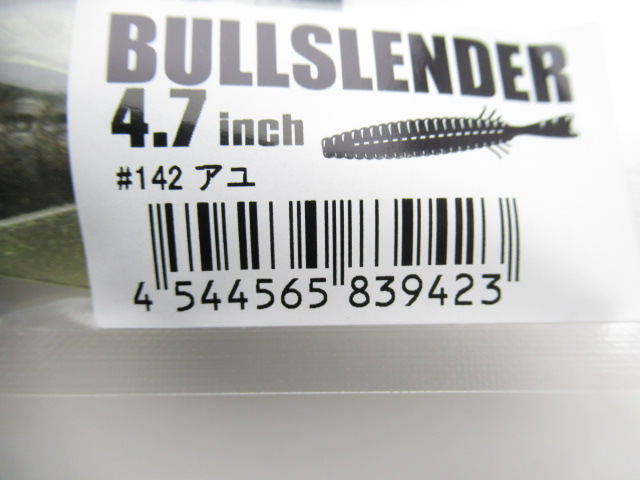 BULLSLENDER
4.7 inch
#142 アユ
4 544565 839423